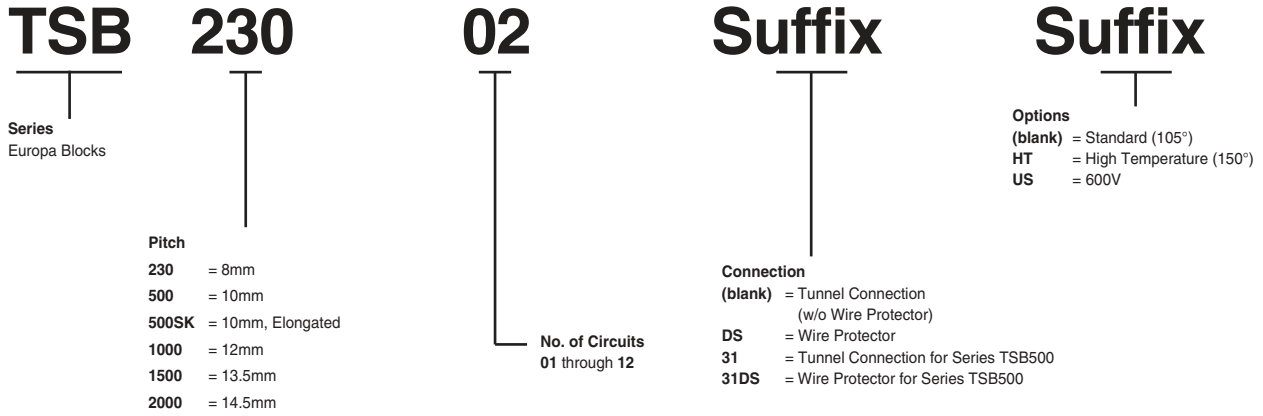 TSB 230 02 Suffix Suffix
Series
Europa Blocks
Pitch
230 = 8mm
500 = 10mm
500SK = 10mm, Elongated
1000 = 12mm
1500 = 13.5mm
2000 = 14.5mm
No. of Circuits
01 through 12
Connection
(blank) = Tunnel Connection
(w/o Wire Protector)
DS = Wire Protector
31 = Tunnel Connection for Series TSB500
31DS = Wire Protector for Series TSB500
Options
(blank) = Standard (105°)
HT = High Temperature (150°)
US = 600V